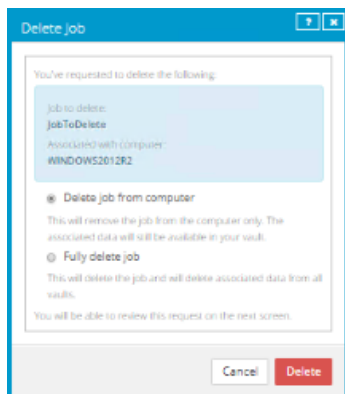 Delete Job
? ×
You've requested to delete the following:
Job to delete:
JobToDelete
Associated with computer:
WINDOWS2012R2
Delete job from computer
This will remove the job from the computer only. The
associated data will still be available in your vault.
Fully delete job
This will delete the job and will delete associated data from all
vaults.
You will be able to review this request on the next screen.
Cancel Delete